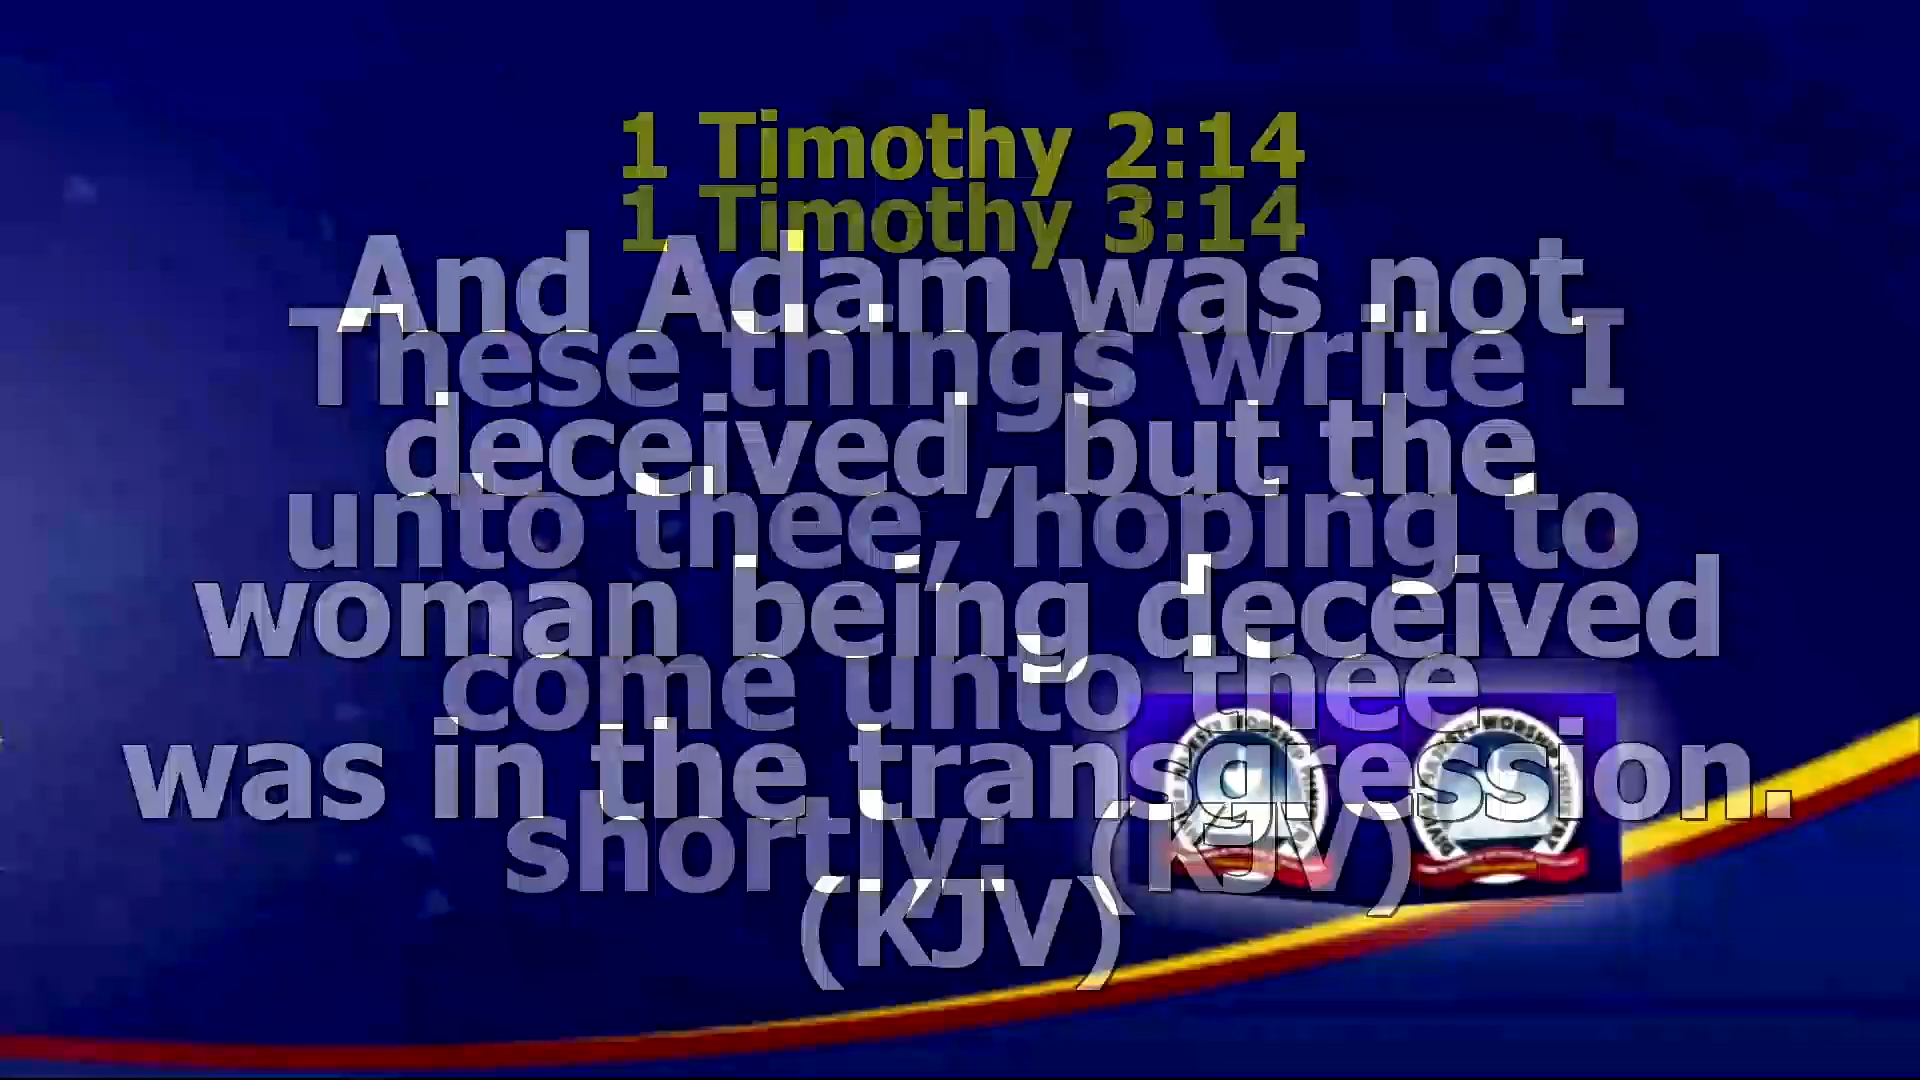 1 Timothy 2:14
And Adam was not
deceived, but the
woman being deceived
was in the transgression.
(KJV)
1 Timothy 3:14
These things write I
unto thee, hoping to
come unto thee
shortly: (KJV)